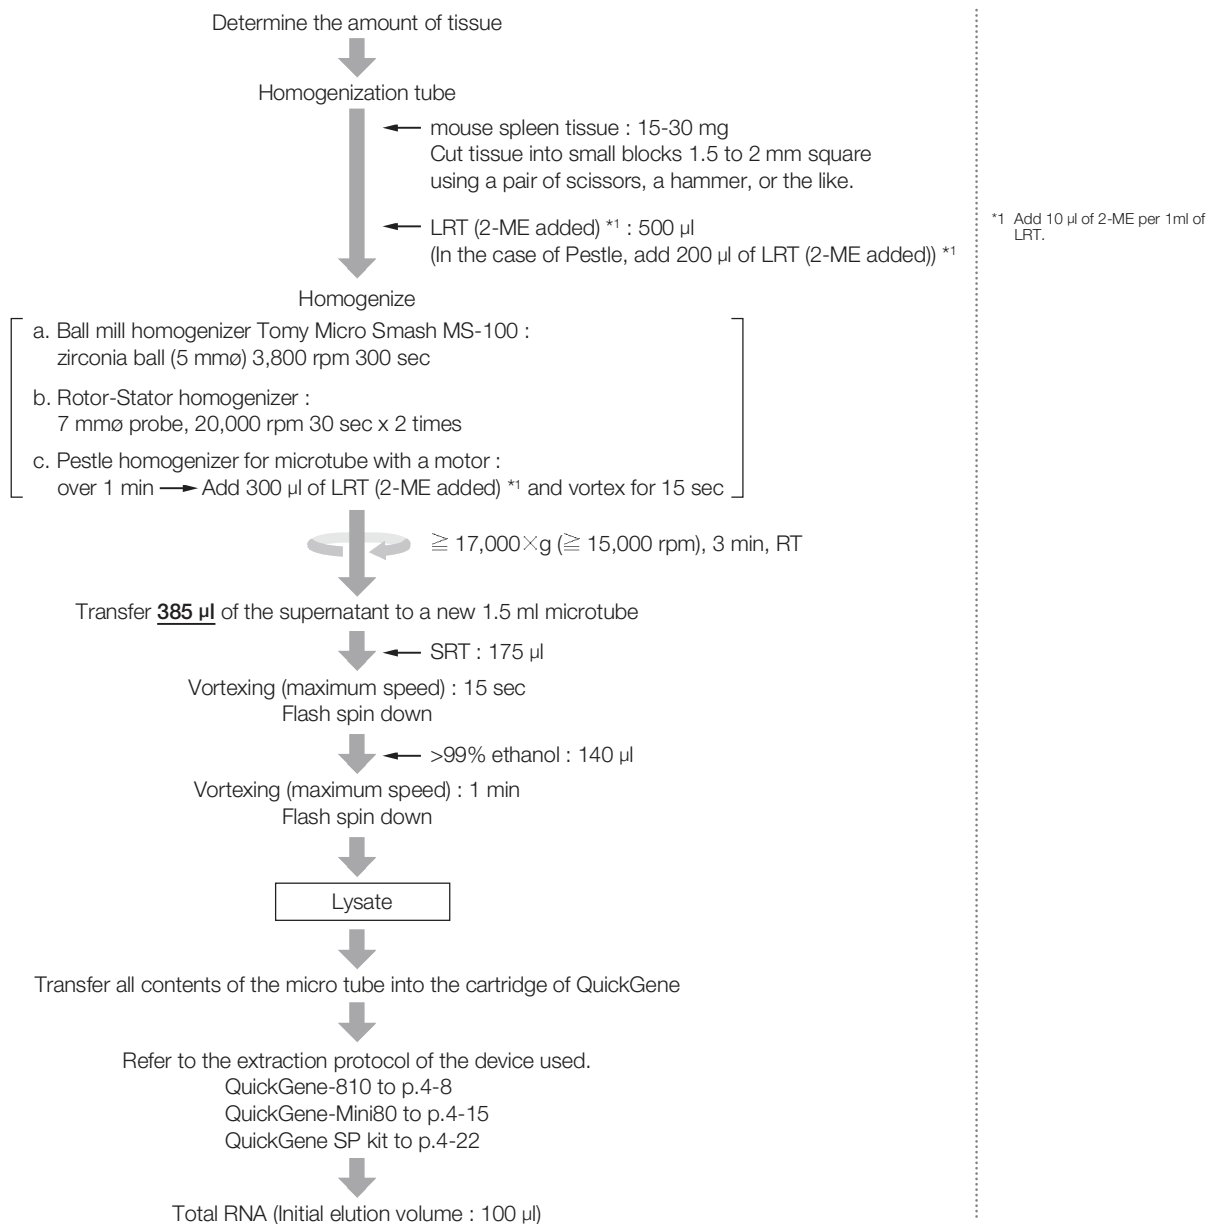 Determine the amount of tissue
Homogenization tube
mouse spleen tissue : 15-30 mg
Cut tissue into small blocks 1.5 to 2 mm square
using a pair of scissors, a hammer, or the like.
LRT (2-ME added) *1 : 500 μl
(In the case of Pestle, add 200 μl of LRT (2-ME added)) *1
*1 Add 10 μl of 2-ME per 1ml of
LRT.
Homogenize
a. Ball mill homogenizer Tomy Micro Smash MS-100 :
zirconia ball (5 mmø) 3,800 rpm 300 sec
b. Rotor-Stator homogenizer :
7 mmø probe, 20,000 rpm 30 sec x 2 times
c. Pestle homogenizer for microtube with a motor :
over 1 min → Add 300 μl of LRT (2-ME added) *1 and vortex for 15 sec
≧ 17,000×g (≧ 15,000 rpm), 3 min, RT
Transfer 385 μl of the supernatant to a new 1.5 ml microtube
SRT : 175 μl
Vortexing (maximum speed) : 15 sec
Flash spin down
>99% ethanol : 140 μl
Vortexing (maximum speed) : 1 min
Flash spin down
Lysate
Transfer all contents of the micro tube into the cartridge of QuickGene
Refer to the extraction protocol of the device used.
QuickGene-810 to p.4-8
QuickGene-Mini80 to p.4-15
QuickGene SP kit to p.4-22
Total RNA (Initial elution volume : 100 μl)